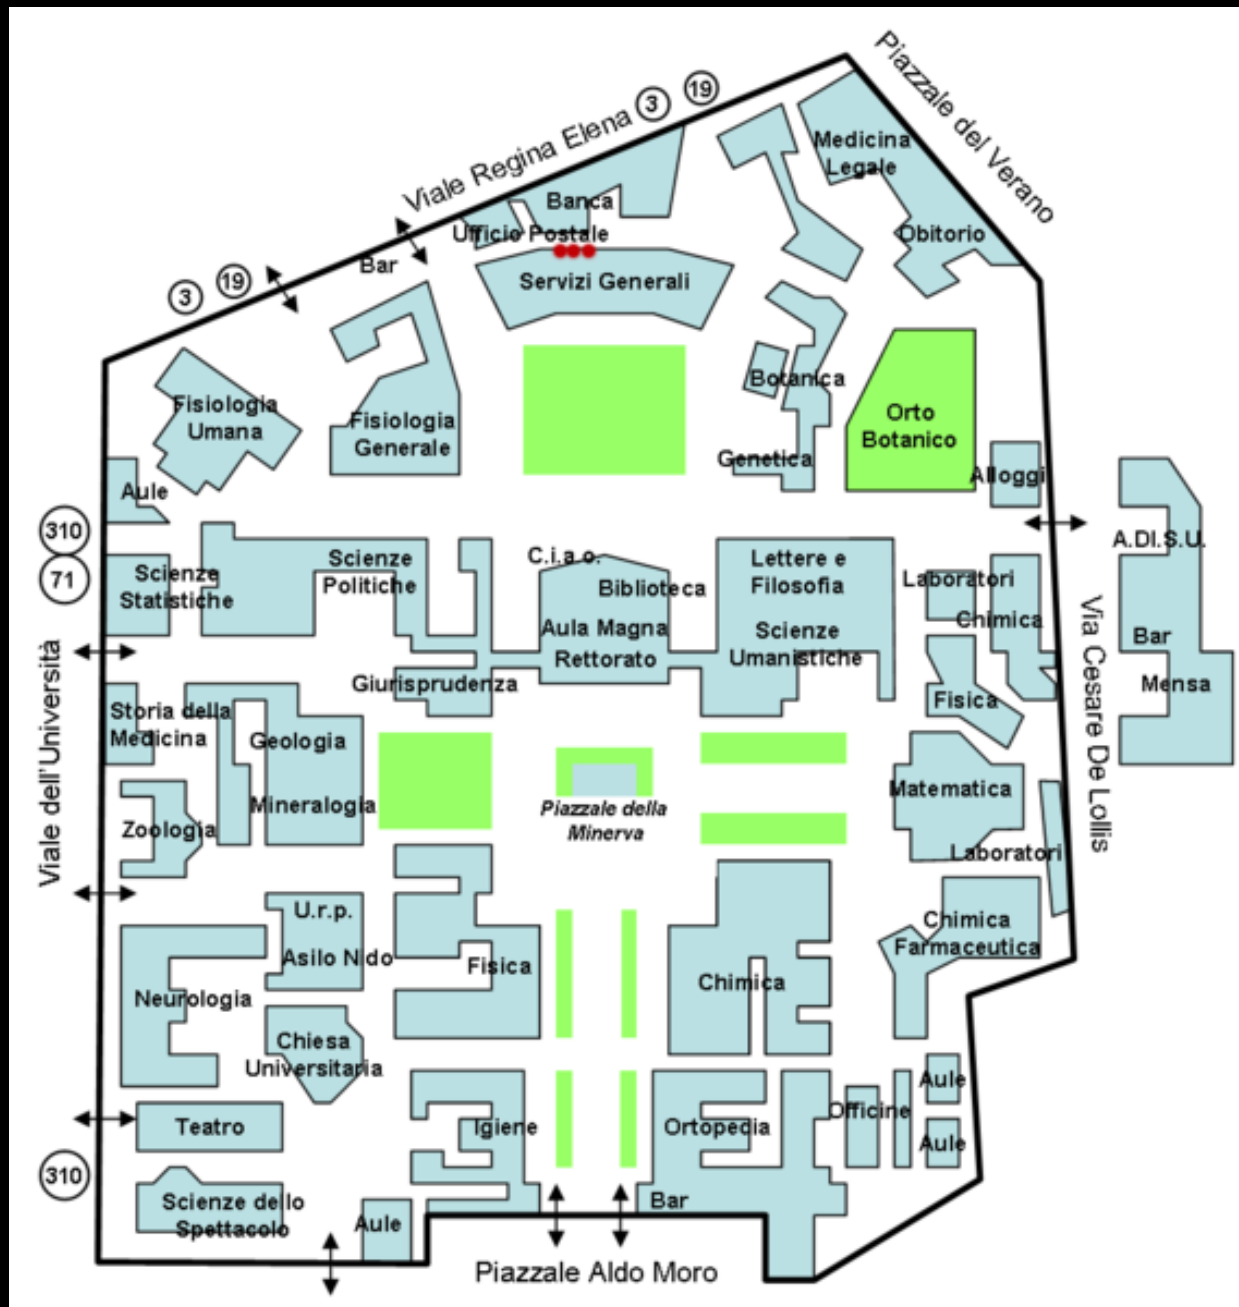 Piazzale del Verano
Viale Regina Elena
3
19
3
19
Medicina
Legale
Banca
Ufficio Postale
Obitorio
Bar
Servizi Generali
Botanica
Fisiologia
Umana
Fisiologia
Generale
Orto
Botanico
Genetica
Alloggi
Aule
310
71
Scienze
Statistiche
Scienze
Politiche
C.i.a.o.
Biblioteca
Aula Magna
Rettorato
Lettere e
Filosofia
Scienze
Umanistiche
Laboratori
Chimica
A.DI.S.U.
Bar
Mensa
Via Cesare De Lollis
Viale dell'Università
Giurisprudenza
Fisica
Storia della
Medicina
Geologia
Mineralogia
Zoologia
Piazzale della
Minerva
Matematica
Laboratori
U.r.p.
Asilo Nido
Fisica
Chimica
Chimica
Farmaceutica
Neurologia
Chiesa
Universitaria
Teatro
Igiene
Ortopedia
Officine
Aule
Aule
310
Scienze dello
Spettacolo
Aule
Bar
Piazzale Aldo Moro